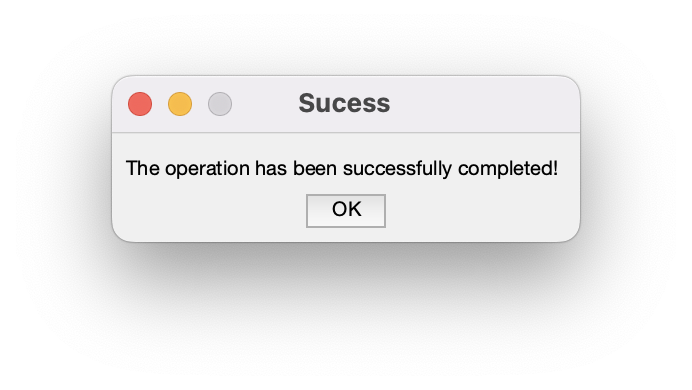 Sucess
The operation has been successfully completed!
OK